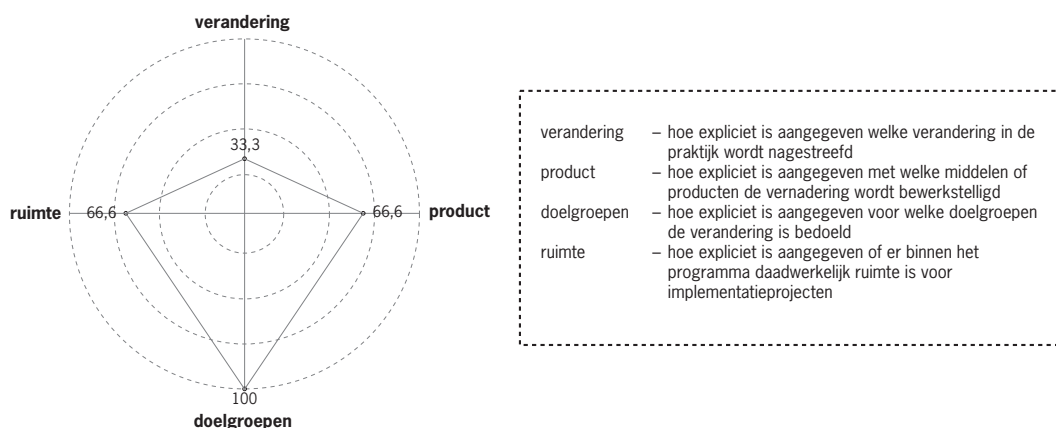 verandering
33,3
ruimte
66,6
66,6
product
100
doelgroepen
verandering – hoe expliciet is aangegeven welke verandering in de
praktijk wordt nagestreefd
product – hoe expliciet is aangegeven met welke middelen of
producten de vernadering wordt bewerkstelligd
doelgroepen – hoe expliciet is aangegeven voor welke doelgroepen
de verandering is bedoeld
ruimte – hoe expliciet is aangegeven of er binnen het
programma daadwerkelijk ruimte is voor
implementatieprojecten